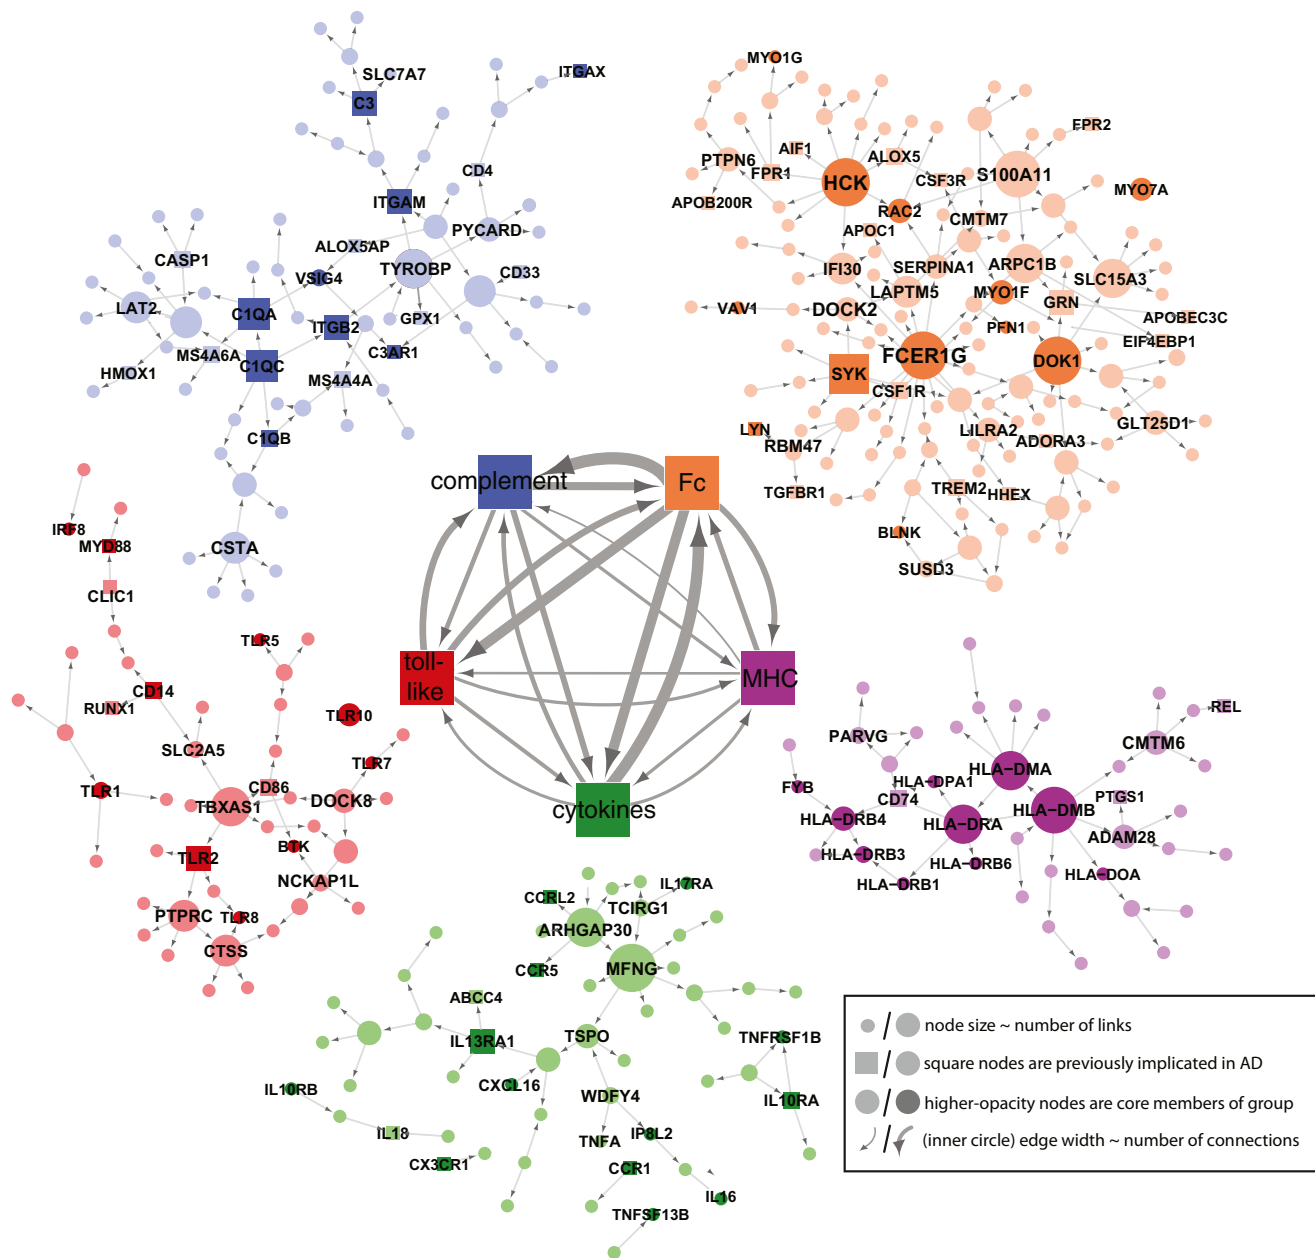 SLC7A7
ITGAX
C3
CD4
ITGAM
PYCARD
ALOX5AP
CASP1
TYROBP
CD33
VSIG4
LAT2
C1QA
ITGB2
GPX1
MS4A6A
C3AR1
C1QC
HMOX1
MS4A4A
C1QB
CSTA
MYO1G
FPR2
AIF1
ALOX5
PTPN6
FPR1
S100A11
HCK
CSF3R
MYO7A
APOB200R
RAC2
CMTM7
APOC1
IFI30
SERPINA1
ARPC1B
SLC15A3
LAPTM5
MYO1F
GRN
VAV1
DOCK2
APOBEC3C
PFN1
EIF4EBP1
FCER1G
DOK1
SYK
CSF1R
LYN
LILRA2
GLT25D1
RBM47
ADORA3
TGFBR1
TREM2
HHEX
BLNK
SUSD3
complement
Fc
toll-
like
MHC
cytokines
IRF8
MYD88
CLIC1
TLR5
CD14
RUNX1
TLR10
SLC2A5
TLR7
TLR1
CD86
TBXAS1
DOCK8
BTK
TLR2
NCKAP1L
PTPRC
TLR8
CTSS
REL
PARVG
CMTM6
HLA-DMA
FYB
HLA-DPA1
CD74
PTGS1
HLA-DRB4
HLA-DRA
HLA-DMB
ADAM28
HLA-DRB3
HLA-DRB6
HLA-DOA
HLA-DRB1
IL17RA
CCRL2
TCIRG1
ARHGAP30
CCR5
MFNG
ABCC4
TSPO
IL13RA1
TNFRSF1B
IL10RB
CXCL16
WDFY4
IL10RA
IL18
TNFA
IP8L2
CX3CR1
CCR1
IL16
TNFSF13B
/ node size ~ number of links
/ square nodes are previously implicated in AD
/ higher-opacity nodes are core members of group
/ (inner circle) edge width ~ number of connections